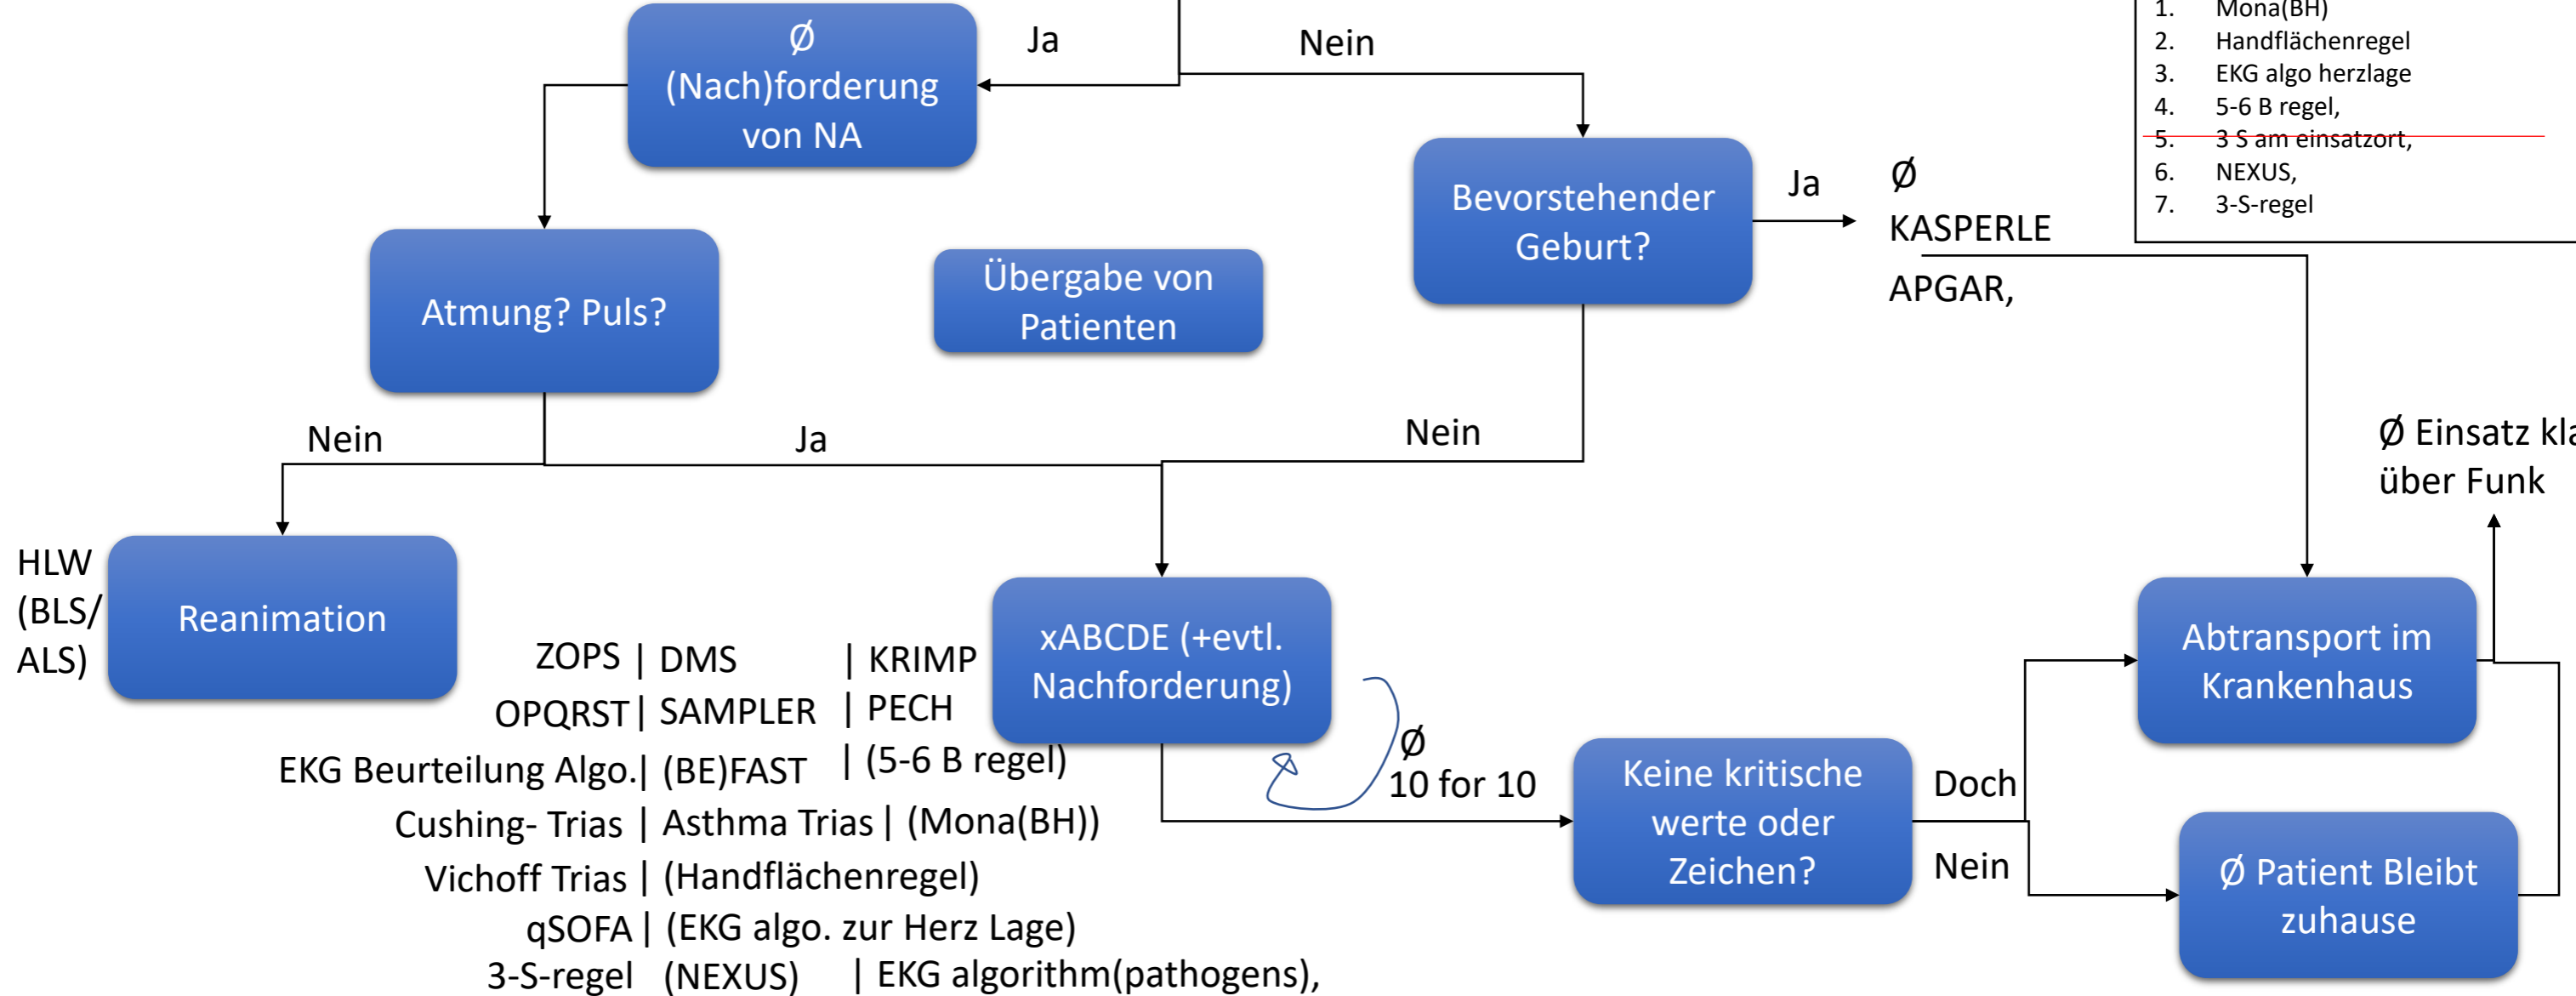 Ø
(Nach)forderung
von NA
Ja
Nein
1. Mona(BH)
2. Handflächenregel
3. EKG algo herzlage
4. 5-6 B regel,
5. 3 S am einsatzort,
6. NEXUS,
7. 3-S-regel
Bevorstehender
Geburt?
Ja
Ø
KASPERLE
APGAR,
Atmung? Puls?
Übergabe von
Patienten
Nein
Ja
Nein
Ø Einsatz kla
über Funk
HLW
(BLS/
ALS)
Reanimation
xABCDE (+evtl.
Nachforderung)
Abtransport im
Krankenhaus
ZOPS | DMS | KRIMP
OPQRST | SAMPLER | PECH
EKG Beurteilung Algo.| (BE)FAST | (5-6 B regel)
Cushing- Trias | Asthma Trias | (Mona(BH))
Vichoff Trias | (Handflächenregel)
qSOFA | (EKG algo. zur Herz Lage)
3-S-regel (NEXUS) | EKG algorithm(pathogens),
Ø
10 for 10
Keine kritische
werte oder
Zeichen?
Doch
Nein
Ø Patient Bleibt
zuhause